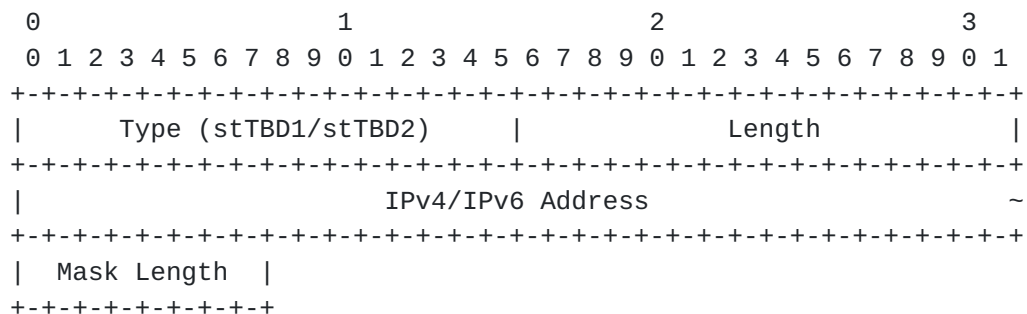 0                   1                   2                   3
 0 1 2 3 4 5 6 7 8 9 0 1 2 3 4 5 6 7 8 9 0 1 2 3 4 5 6 7 8 9 0 1
+-+-+-+-+-+-+-+-+-+-+-+-+-+-+-+-+-+-+-+-+-+-+-+-+-+-+-+-+-+-+-+-+
|      Type (stTBD1/stTBD2)     |             Length            |
+-+-+-+-+-+-+-+-+-+-+-+-+-+-+-+-+-+-+-+-+-+-+-+-+-+-+-+-+-+-+-+-+
|                       IPv4/IPv6 Address                       ~
+-+-+-+-+-+-+-+-+-+-+-+-+-+-+-+-+-+-+-+-+-+-+-+-+-+-+-+-+-+-+-+-+
|  Mask Length  |
+-+-+-+-+-+-+-+-+